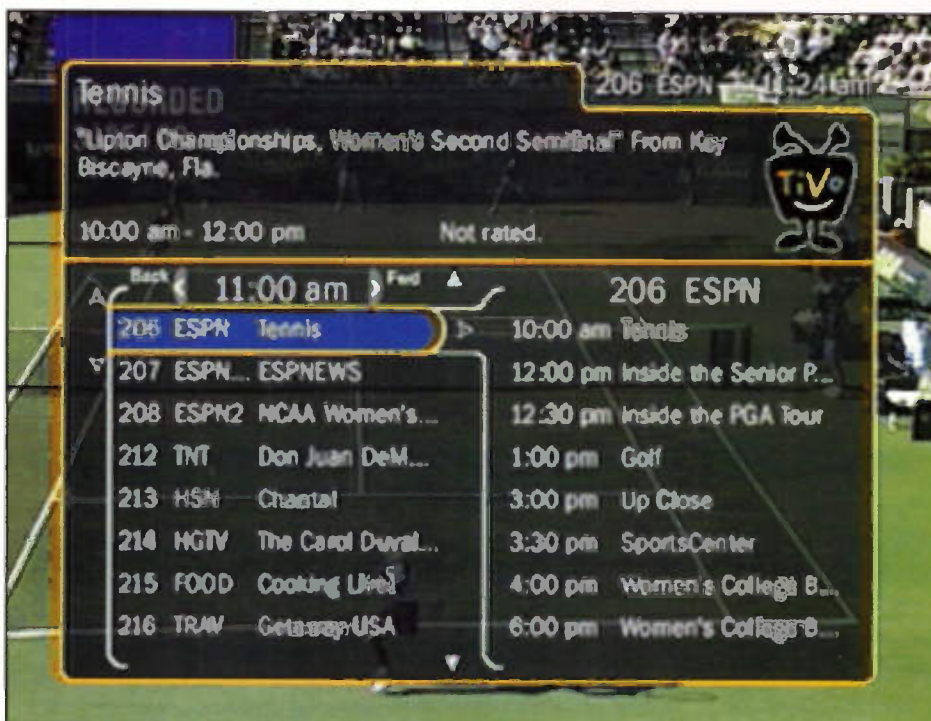 206 ESPN
11:24 am
Tennis
"Lipton Championships, Women's Second Semifinal" From Key
Biscayne, Fla.
TiVo
10:00 am - 12:00 pm Not rated.
Back 11:00 am Fwd
206 ESPN Tennis
207 ESPN... ESPNEWS
208 ESPN2 NCAA Women's...
212 TNT Don Juan DeM...
213 HSN Chantal
214 HGTV The Carol Duval...
215 FOOD Cooking Live!
216 TRAV Getaway USA
206 ESPN
10:00 am Tennis
12:00 pm Inside the Senior P...
12:30 pm Inside the PGA Tour
1:00 pm Golf
3:00 pm Up Close
3:30 pm SportsCenter
4:00 pm Women's College B...
6:00 pm Women's College B...